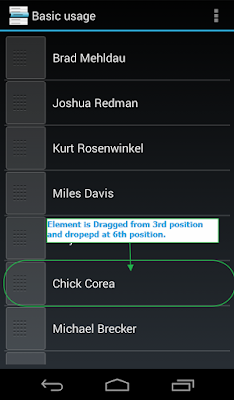 Basic usage
Brad Mehldau
Joshua Redman
Kurt Rosenwinkel
Miles Davis
Element is Dragged from 3rd position
and dropepd at 6th position.
Chick Corea
Michael Brecker